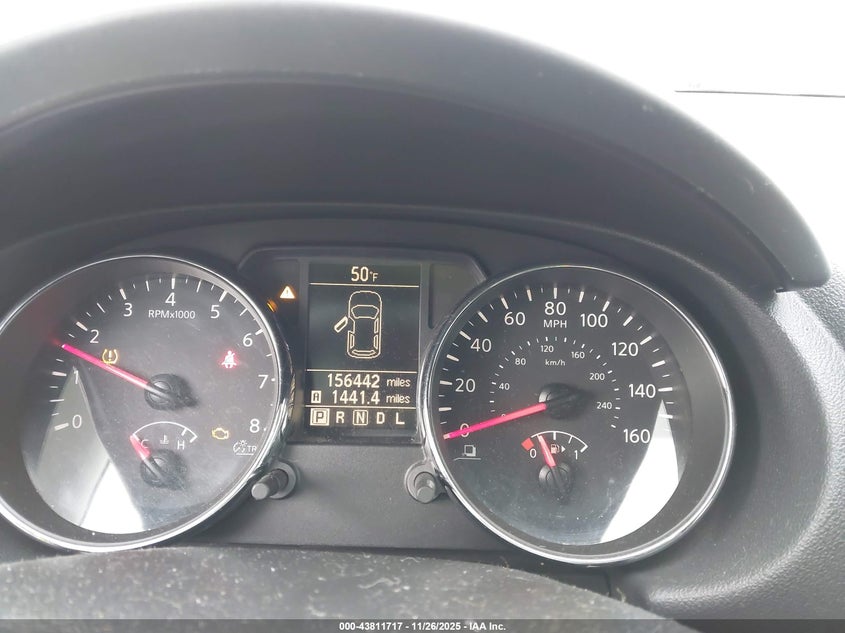 50°F
156442 miles
A 1441.4 miles
P R N D L
0 1 2 3 4 5 6 7 8
RPMx1000
C H
TR
0 20 40 60 80 100 120 140 160
MPH
40 80 120 160 200 240
km/h
0 1
000-43811717 | 11/26/2025 | IAA Inc.